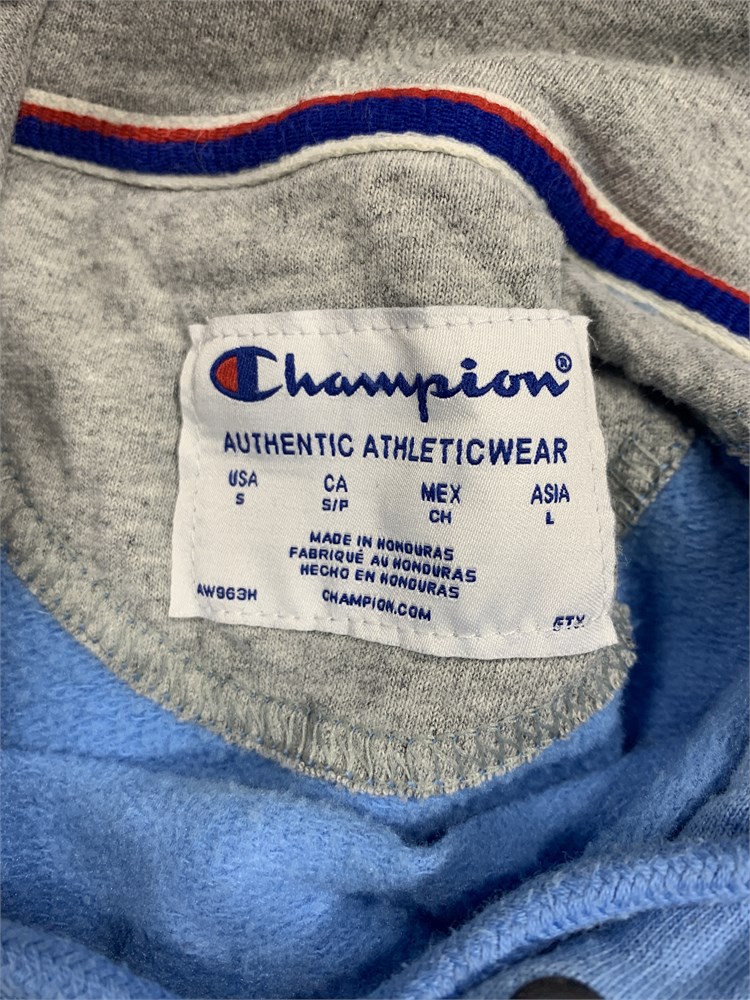 Champion®
AUTHENTIC ATHLETICWEAR
USA CA MEX ASIA
S S/P CH L
MADE IN HONDURAS
FABRIQUÉ AU HONDURAS
HECHO EN HONDURAS
AW963H CHAMPION.COM GTX